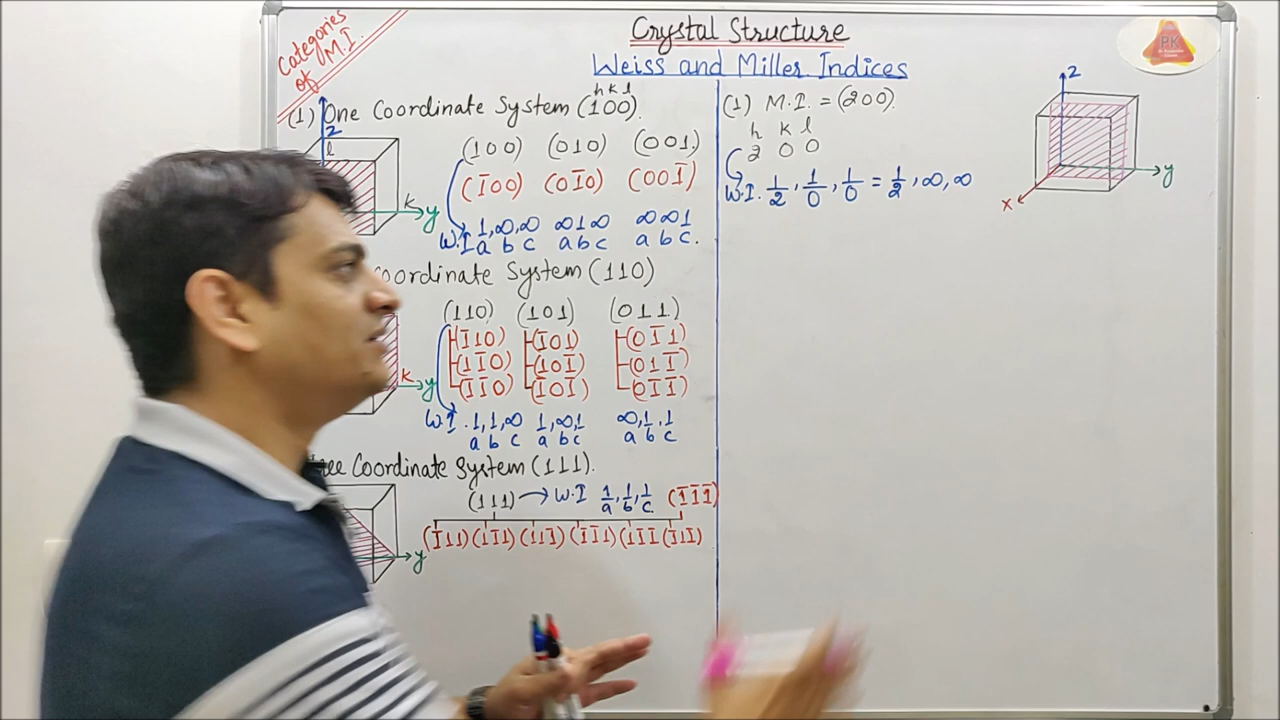 Categories
of M.I.
Crystal Structure
Weiss and Miller Indices
PK
h k l
(1) One Coordinate System (100).
z
l
k
y
(100) (010) (001)
(1̅00) (01̅0) (001̅)
W.I 1,∞,∞ ∞1∞ ∞∞1
a b c a b c a b c.
Coordinate System (110)
k
y
(110) (101) (011)
(1̅10) (1̅01) (01̅1)
(11̅0) (101̅) (011̅)
(1̅1̅0) (1̅01̅) (01̅1̅)
W.I. 1,1,∞ 1,∞,1 ∞,1,1
a b c a b c a b c
Coordinate System (111).
y
(111) → W.I 1/a, 1/b, 1/c (1̅1̅1̅)
(1̅11) (11̅1) (111̅) (1̅1̅1) (11̅1̅ (1̅11̅)
(1) M.I. = (200).
h k l
2 0 0
W.I. 1/2, 1/0, 1/0 = 1/2, ∞, ∞
z
y
x